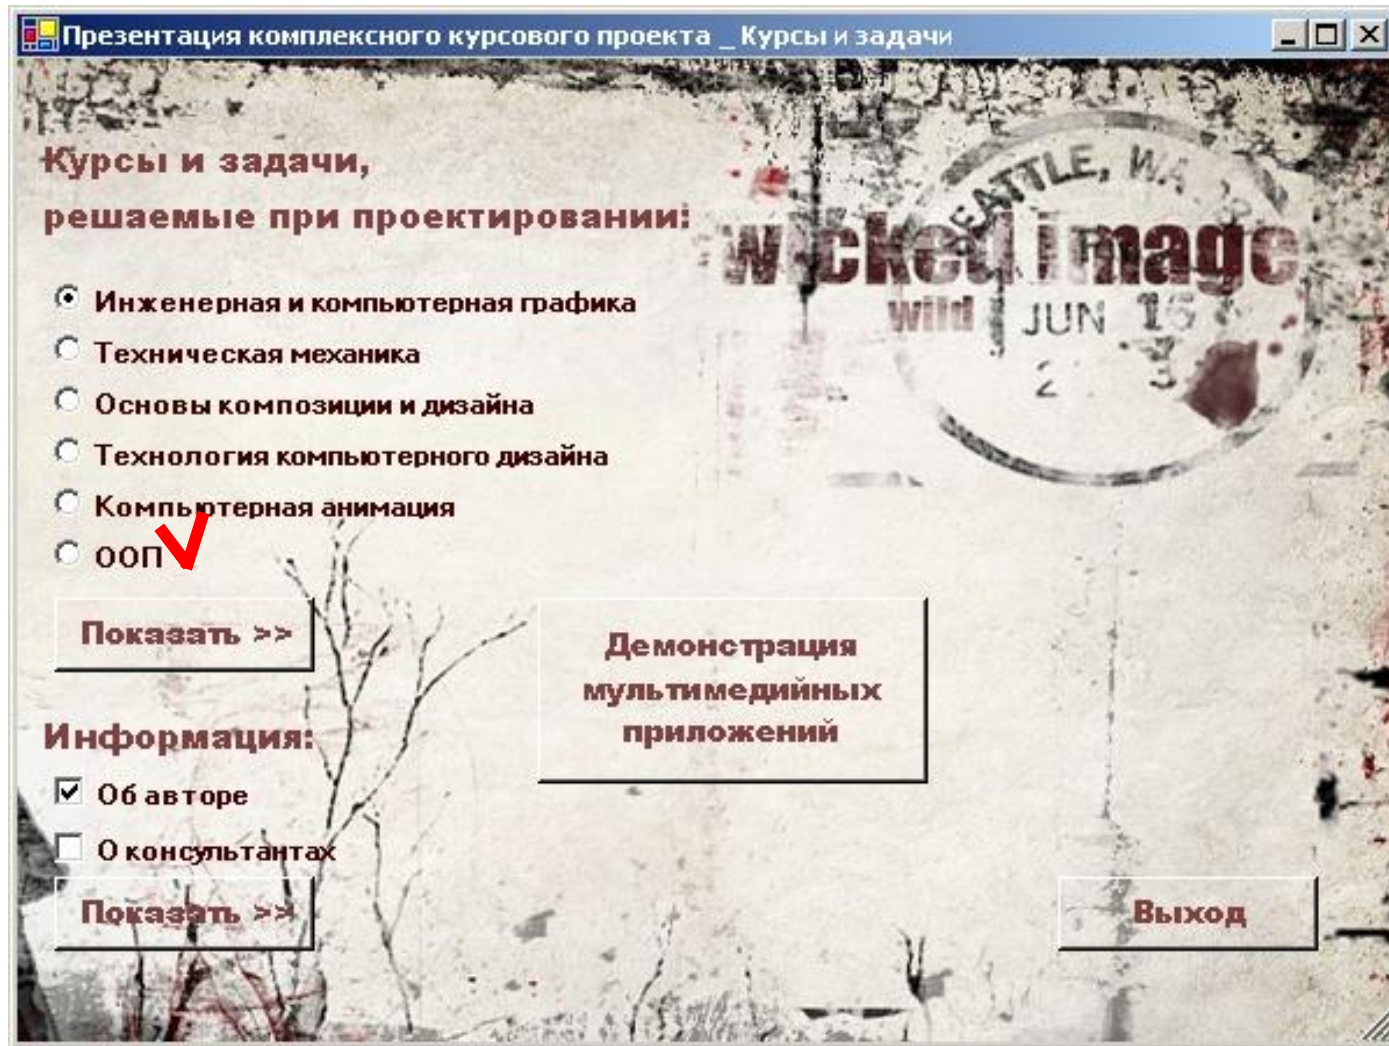 Презентация комплексного курсового проекта _ Курсы и задачи
Курсы и задачи,
решаемые при проектировании:
SEATTLE, WA
wicked image
wild
JUN 15
Инженерная и компьютерная графика
Техническая механика
Основы композиции и дизайна
Технология компьютерного дизайна
Компьютерная анимация
ООП
Показать >>
Демонстрация
мультимедийных
приложений
Информация:
Об авторе
О консультантах
Показать >>
Выход